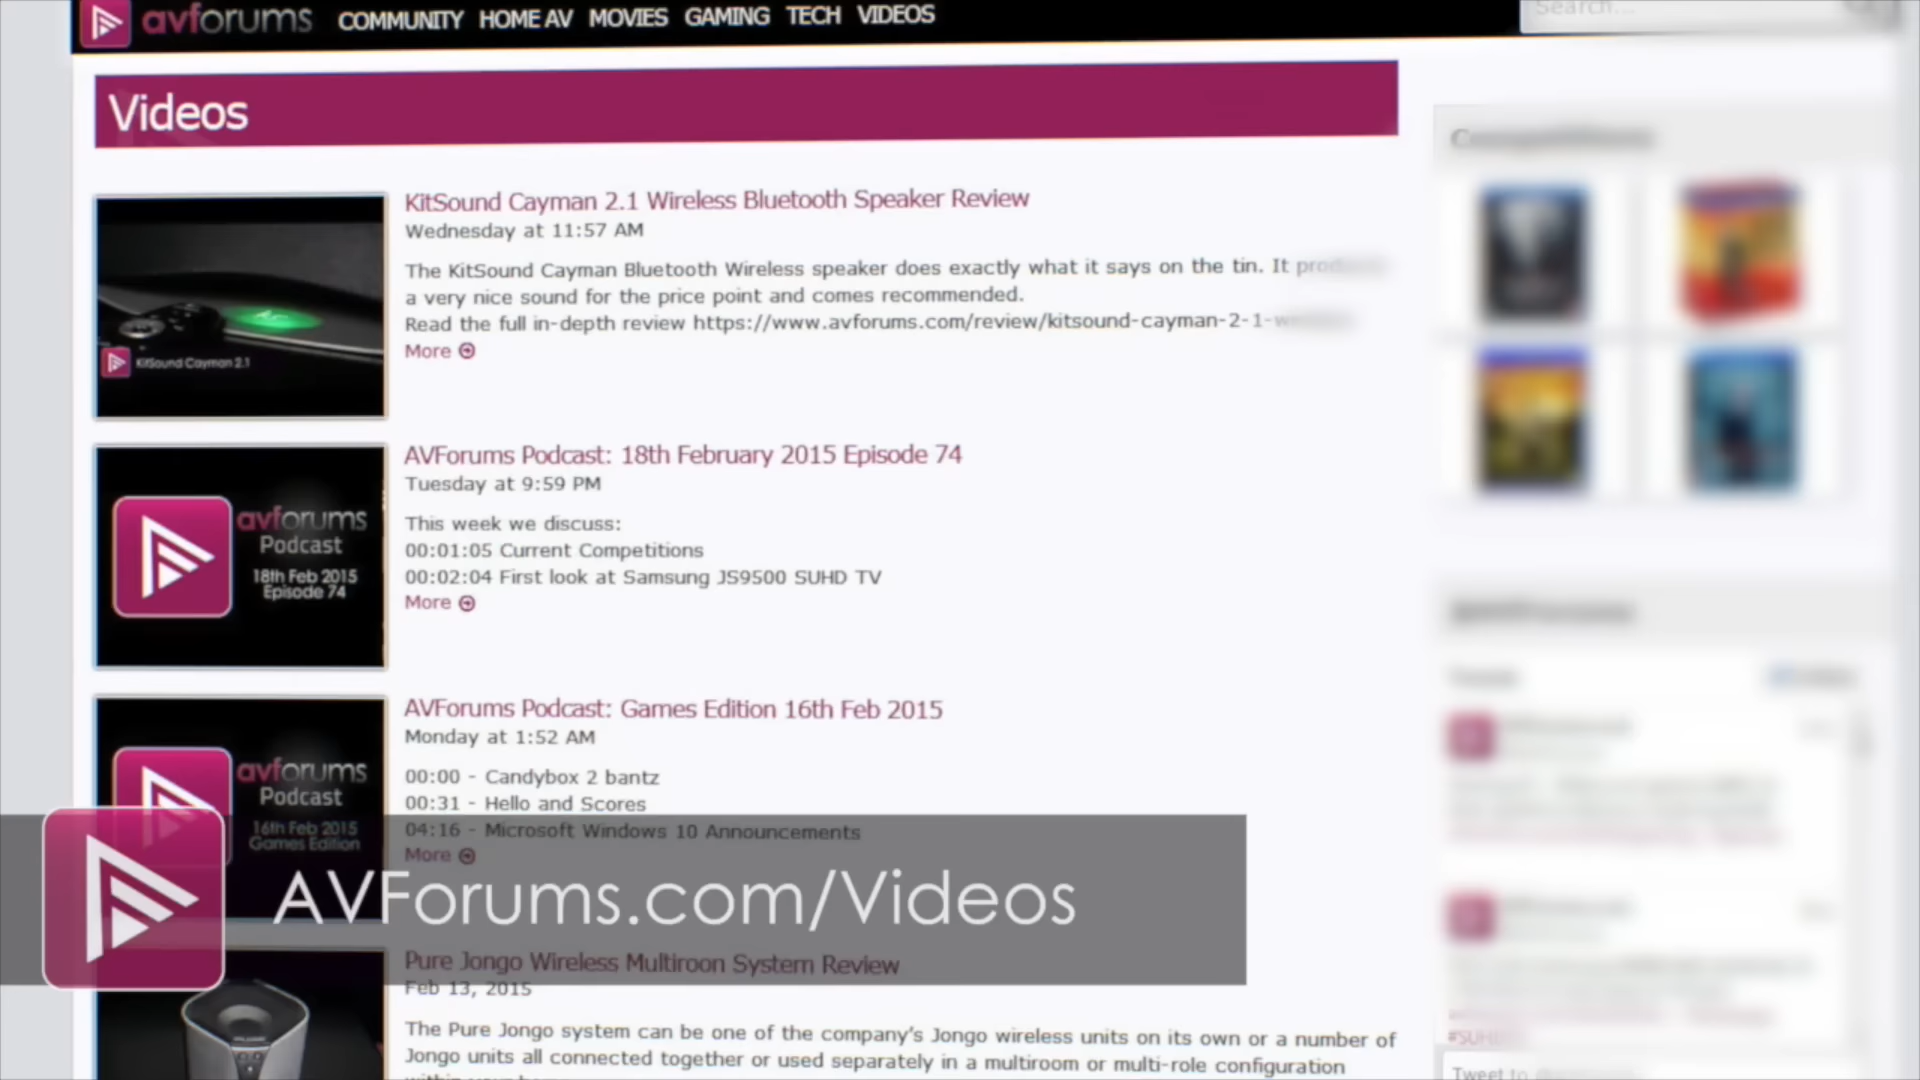 avforums COMMUNITY HOME AV MOVIES GAMING TECH VIDEOS
Search...
Videos
KitSound Cayman 2.1 Wireless Bluetooth Speaker Review
Wednesday at 11:57 AM
The KitSound Cayman Bluetooth Wireless speaker does exactly what it says on the tin. It
a very nice sound for the price point and comes recommended.
Read the full in-depth review https://www.avforums.com/review/kitsound-cayman-2-1-
More
KitSound Cayman 2.1
AVForums Podcast: 18th February 2015 Episode 74
Tuesday at 9:59 PM
This week we discuss:
00:01:05 Current Competitions
00:02:04 First look at Samsung JS9500 SUHD TV
More
avforums
Podcast
18th Feb 2015
Episode 74
AVForums Podcast: Games Edition 16th Feb 2015
Monday at 1:52 AM
00:00 - Candybox 2 bantz
00:31 - Hello and Scores
04:16 - Microsoft Windows 10 Announcements
More
avforums
Podcast
16th Feb 2015
Games Edition
AVForums.com/Videos
Pure Jongo Wireless Multiroon System Review
Feb 13, 2015
The Pure Jongo system can be one of the company's Jongo wireless units on its own or a number of
Jongo units all connected together or used separately in a multiroom or multi-role configuration
Tweet to